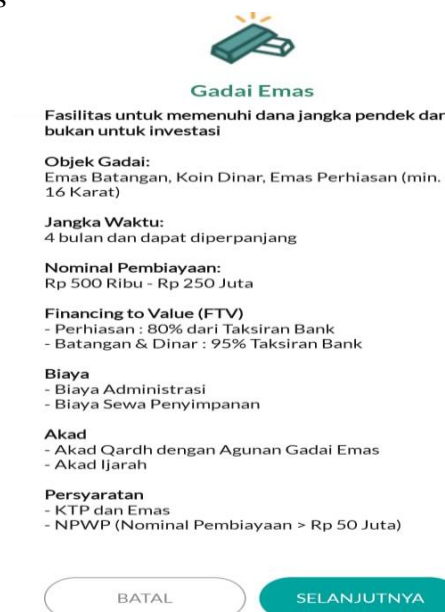 Gadai Emas
Fasilitas untuk memenuhi dana jangka pendek dan
bukan untuk investasi
Objek Gadai:
Emas Batangan, Koin Dinar, Emas Perhiasan (min.
16 Karat)
Jangka Waktu:
4 bulan dan dapat diperpanjang
Nominal Pembiayaan:
Rp 500 Ribu - Rp 250 Juta
Financing to Value (FTV)
- Perhiasan : 80% dari Taksiran Bank
- Batangan & Dinar : 95% Taksiran Bank
Biaya
- Biaya Administrasi
- Biaya Sewa Penyimpanan
Akad
- Akad Qardh dengan Agunan Gadai Emas
- Akad Ijarah
Persyaratan
- KTP dan Emas
- NPWP (Nominal Pembiayaan > Rp 50 Juta)
BATAL
SELANJUTNYA